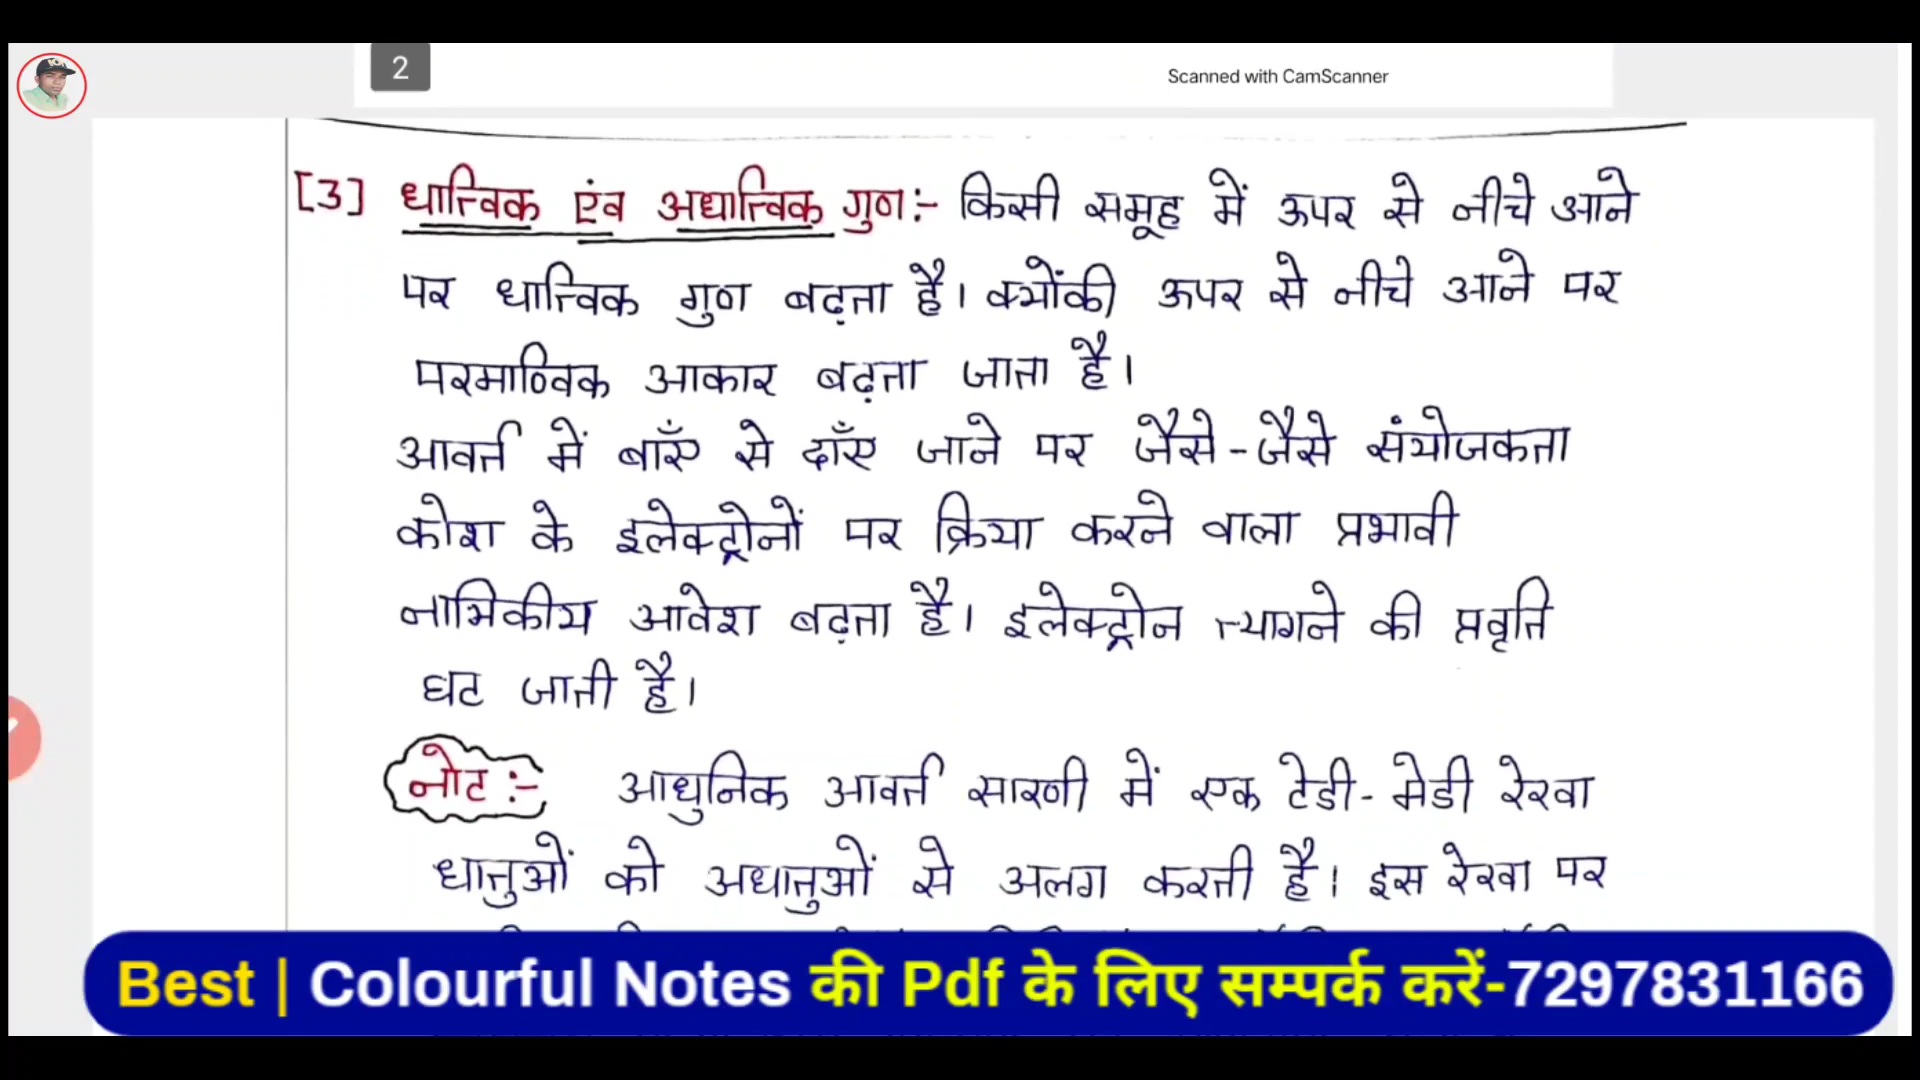 2
Scanned with CamScanner
[3] धात्त्विक एंव अधात्त्विक गुण:- किसी समूह में ऊपर से नीचे आने
पर धात्त्विक गुण बढ़ता है। क्योंकी ऊपर से नीचे आने पर
परमाण्विक आकार बढ़ता जाता है।
आवर्त में बाएँ से दाँए जाने पर जैसे-जैसे संयोजकता
कोश के इलेक्ट्रोनों पर क्रिया करने वाला प्रभावी
नाभिकीय आवेश बढ़ता है। इलेक्ट्रोन त्यागने की प्रवृति
घट जाती है।
नोट :- आधुनिक आवर्त सारणी में एक टेडी-मेडी रेखा
धातुओं को अधातुओं से अलग करती है। इस रेखा पर
Best | Colourful Notes की Pdf के लिए सम्पर्क करें-7297831166